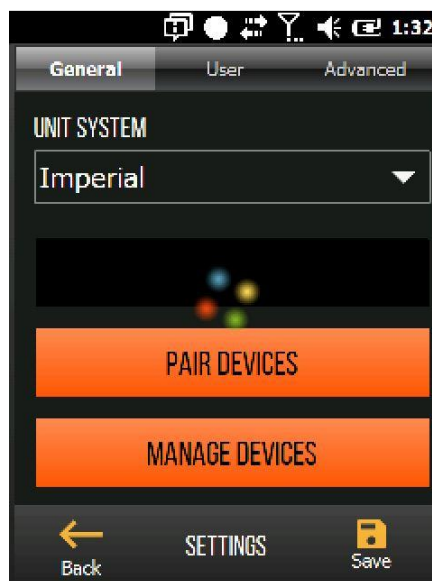 1:32
General User Advanced
UNIT SYSTEM
Imperial
PAIR DEVICES
MANAGE DEVICES
Back SETTINGS Save